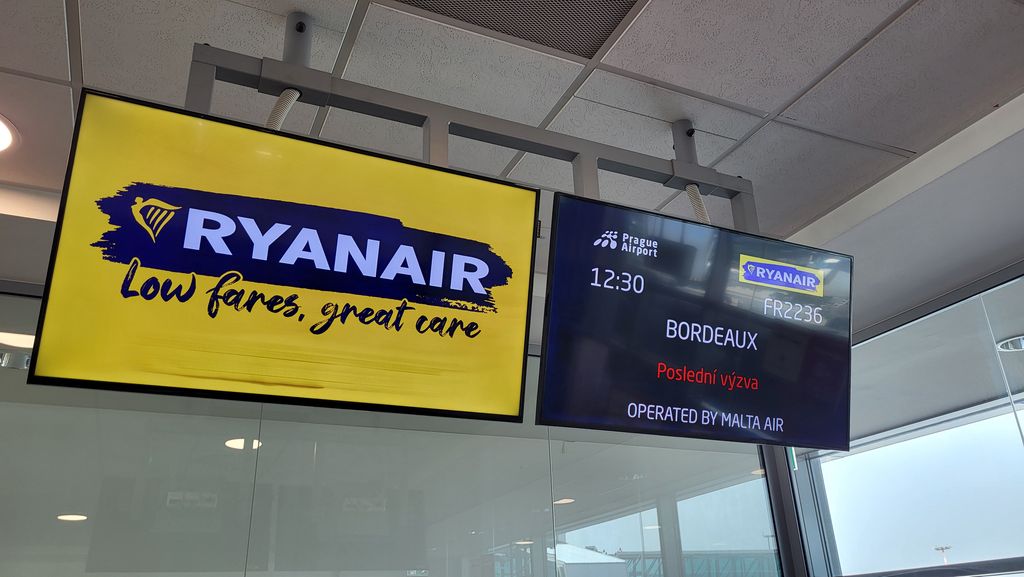 RYANAIR
Low fares, great care
Prague
Airport
12:30
RYANAIR
FR2236
BORDEAUX
Poslední výzva
OPERATED BY MALTA AIR